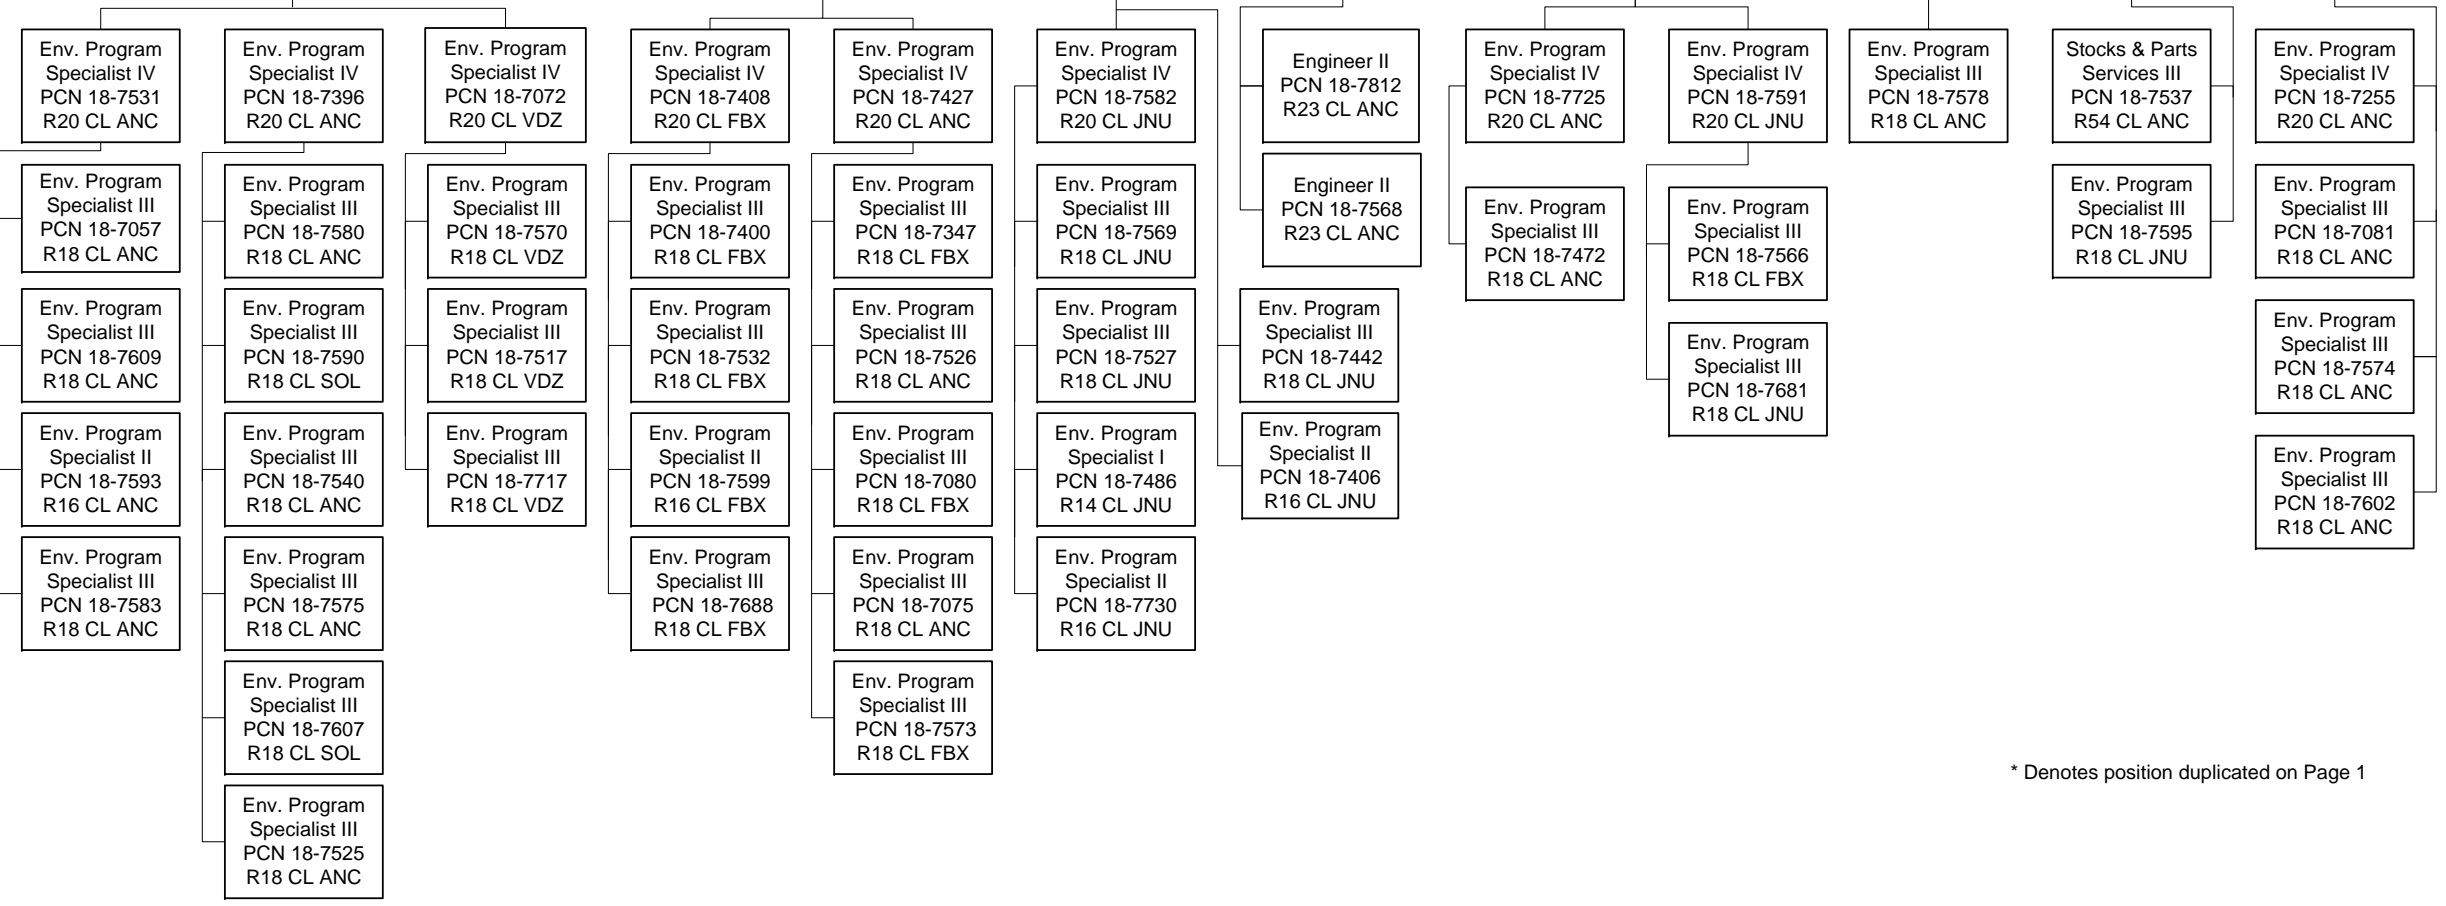 Env. Program
Specialist IV
PCN 18-7531
R20 CL ANC
Env. Program
Specialist III
PCN 18-7057
R18 CL ANC
Env. Program
Specialist III
PCN 18-7609
R18 CL ANC
Env. Program
Specialist II
PCN 18-7593
R16 CL ANC
Env. Program
Specialist III
PCN 18-7583
R18 CL ANC
Env. Program
Specialist IV
PCN 18-7396
R20 CL ANC
Env. Program
Specialist III
PCN 18-7580
R18 CL ANC
Env. Program
Specialist III
PCN 18-7590
R18 CL SOL
Env. Program
Specialist III
PCN 18-7540
R18 CL ANC
Env. Program
Specialist III
PCN 18-7575
R18 CL ANC
Env. Program
Specialist III
PCN 18-7607
R18 CL SOL
Env. Program
Specialist III
PCN 18-7525
R18 CL ANC
Env. Program
Specialist IV
PCN 18-7072
R20 CL VDZ
Env. Program
Specialist III
PCN 18-7570
R18 CL VDZ
Env. Program
Specialist III
PCN 18-7517
R18 CL VDZ
Env. Program
Specialist III
PCN 18-7717
R18 CL VDZ
Env. Program
Specialist IV
PCN 18-7408
R20 CL FBX
Env. Program
Specialist III
PCN 18-7400
R18 CL FBX
Env. Program
Specialist III
PCN 18-7532
R18 CL FBX
Env. Program
Specialist II
PCN 18-7599
R16 CL FBX
Env. Program
Specialist III
PCN 18-7688
R18 CL FBX
Env. Program
Specialist IV
PCN 18-7427
R20 CL ANC
Env. Program
Specialist III
PCN 18-7347
R18 CL FBX
Env. Program
Specialist III
PCN 18-7526
R18 CL ANC
Env. Program
Specialist III
PCN 18-7080
R18 CL FBX
Env. Program
Specialist III
PCN 18-7075
R18 CL ANC
Env. Program
Specialist III
PCN 18-7573
R18 CL FBX
Env. Program
Specialist IV
PCN 18-7582
R20 CL JNU
Env. Program
Specialist III
PCN 18-7569
R18 CL JNU
Env. Program
Specialist III
PCN 18-7527
R18 CL JNU
Env. Program
Specialist I
PCN 18-7486
R14 CL JNU
Env. Program
Specialist II
PCN 18-7730
R16 CL JNU
Engineer II
PCN 18-7812
R23 CL ANC
Engineer II
PCN 18-7568
R23 CL ANC
Env. Program
Specialist III
PCN 18-7442
R18 CL JNU
Env. Program
Specialist II
PCN 18-7406
R16 CL JNU
Env. Program
Specialist IV
PCN 18-7725
R20 CL ANC
Env. Program
Specialist III
PCN 18-7472
R18 CL ANC
Env. Program
Specialist IV
PCN 18-7591
R20 CL JNU
Env. Program
Specialist III
PCN 18-7566
R18 CL FBX
Env. Program
Specialist III
PCN 18-7681
R18 CL JNU
Env. Program
Specialist III
PCN 18-7578
R18 CL ANC
Stocks & Parts
Services III
PCN 18-7537
R54 CL ANC
Env. Program
Specialist III
PCN 18-7595
R18 CL JNU
Env. Program
Specialist IV
PCN 18-7255
R20 CL ANC
Env. Program
Specialist III
PCN 18-7081
R18 CL ANC
Env. Program
Specialist III
PCN 18-7574
R18 CL ANC
Env. Program
Specialist III
PCN 18-7602
R18 CL ANC
* Denotes position duplicated on Page 1